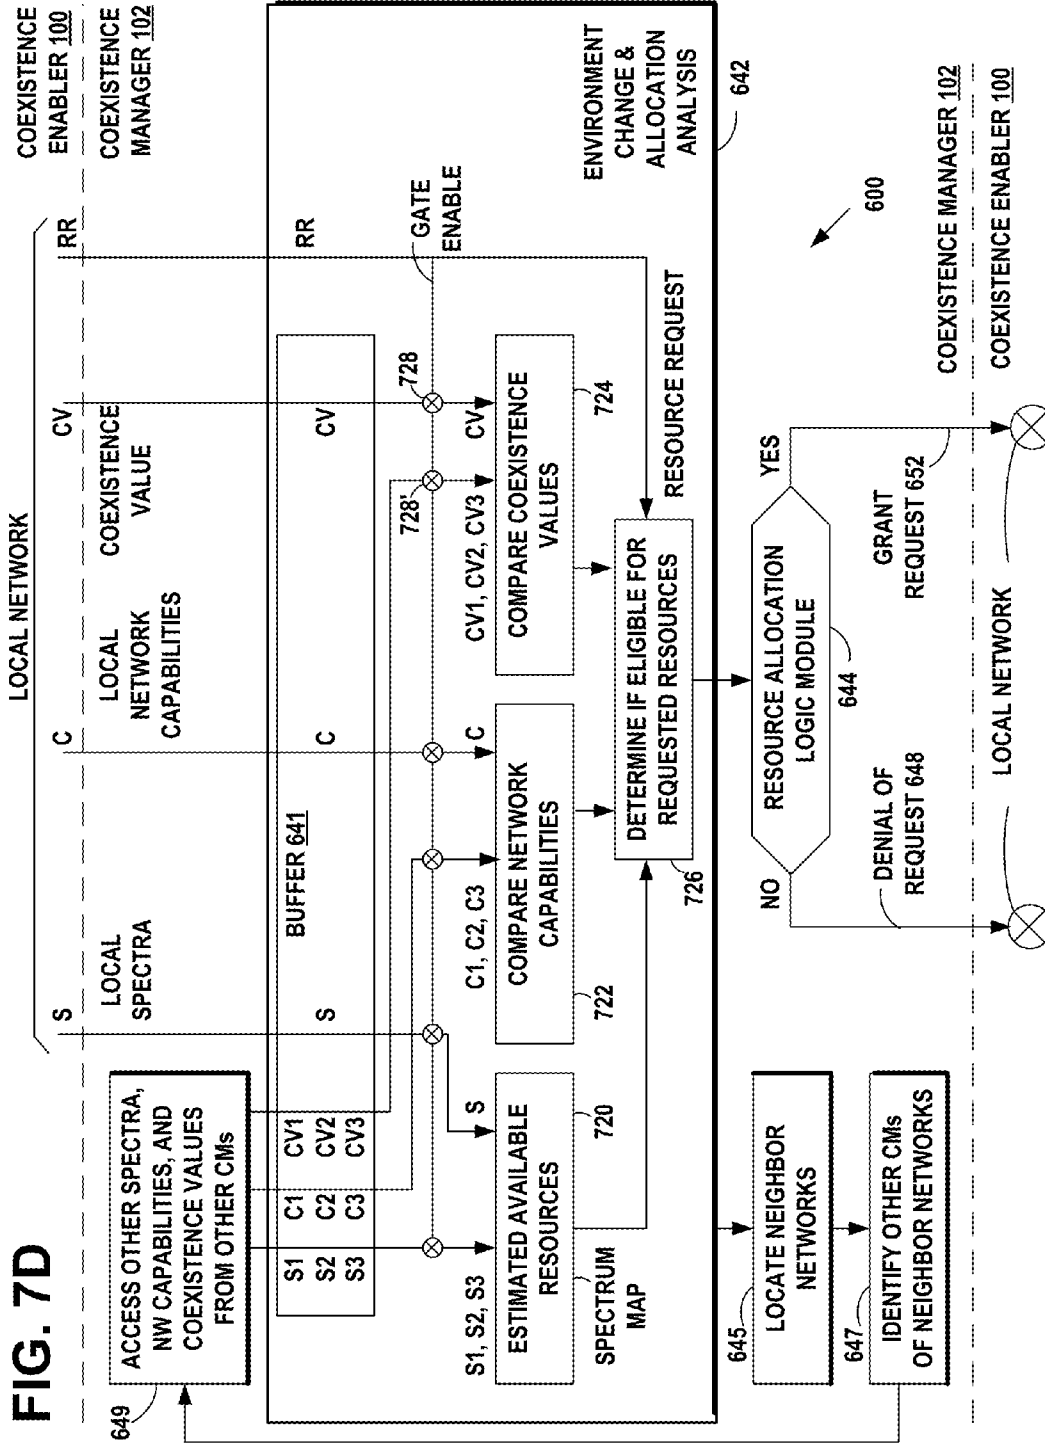 FIG. 7D
LOCAL NETWORK
COEXISTENCE
ENABLER 100
COEXISTENCE
MANAGER 102
S
C
CV
RR
LOCAL
SPECTRA
LOCAL
NETWORK
CAPABILITIES
COEXISTENCE
VALUE
649
ACCESS OTHER SPECTRA,
NW CAPABILITIES, AND
COEXISTENCE VALUES
FROM OTHER CMs
BUFFER 641
S1 C1 CV1
S2 C2 CV2
S3 C3 CV3
S
C
CV
RR
GATE
ENABLE
728'
728
S1, S2, S3
S
C1, C2, C3
C
CV1, CV2, CV3
CV
ESTIMATED AVAILABLE
RESOURCES
720
COMPARE NETWORK
CAPABILITIES
722
COMPARE COEXISTENCE
VALUES
724
SPECTRUM
MAP
DETERMINE IF ELIGIBLE FOR
REQUESTED RESOURCES
726
RESOURCE REQUEST
ENVIRONMENT
CHANGE &
ALLOCATION
ANALYSIS
642
645
LOCATE NEIGHBOR
NETWORKS
647
IDENTIFY OTHER CMs
OF NEIGHBOR NETWORKS
RESOURCE ALLOCATION
LOGIC MODULE
644
NO
YES
DENIAL OF
REQUEST 648
GRANT
REQUEST 652
600
COEXISTENCE MANAGER 102
COEXISTENCE ENABLER 100
LOCAL NETWORK